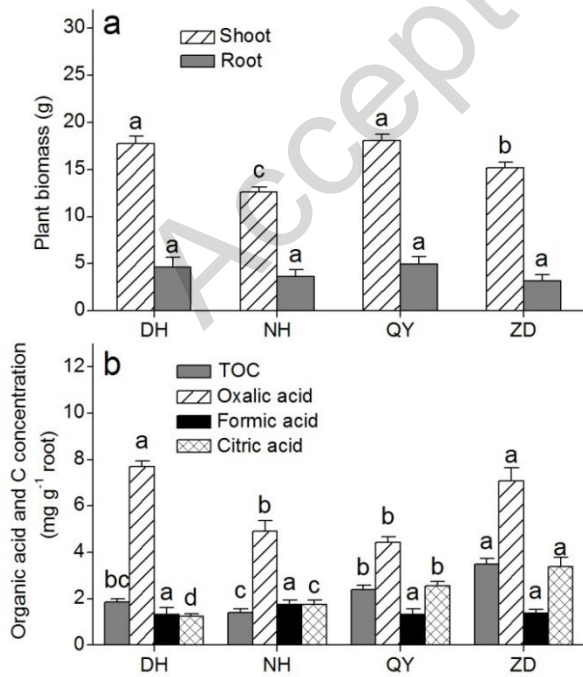 a
Shoot
Root
30
25
20
15
10
5
0
Plant biomass (g)
a
a
c
a
a
a
b
a
DH NH QY ZD
Accept
b
TOC
Oxalic acid
Formic acid
Citric acid
12
10
8
6
4
2
0
Organic acid and C concentration
(mg g⁻¹ root)
bc
a
a
d
c
b
a
c
b
b
a
b
a
a
a
a
DH NH QY ZD